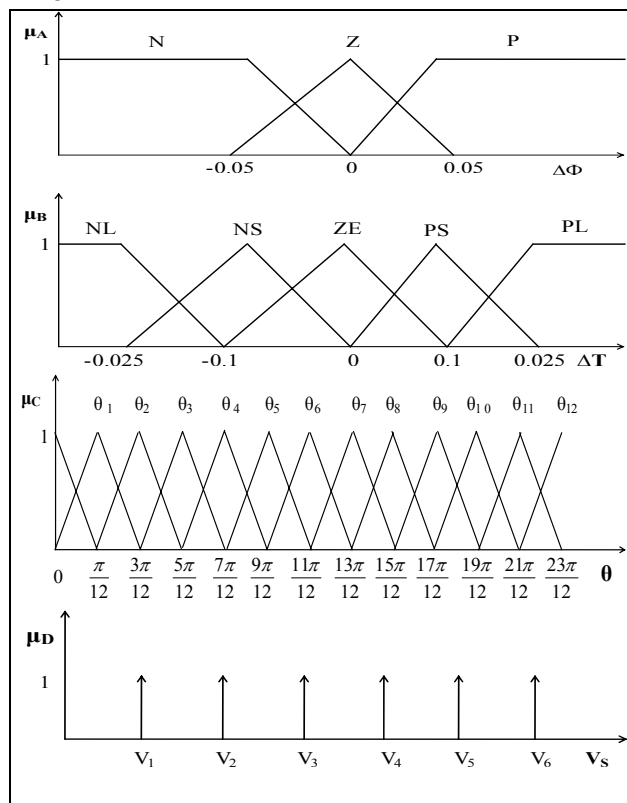 μA N Z P
1
-0.05 0 0.05 ΔΦ
μB NL NS ZE PS PL
1
-0.025 -0.1 0 0.1 0.025 ΔT
μC θ1 θ2 θ3 θ4 θ5 θ6 θ7 θ8 θ9 θ10 θ11 θ12
1
0 π/12 3π/12 5π/12 7π/12 9π/12 11π/12 13π/12 15π/12 17π/12 19π/12 21π/12 23π/12 θ
μD
1
V1 V2 V3 V4 V5 V6 VS